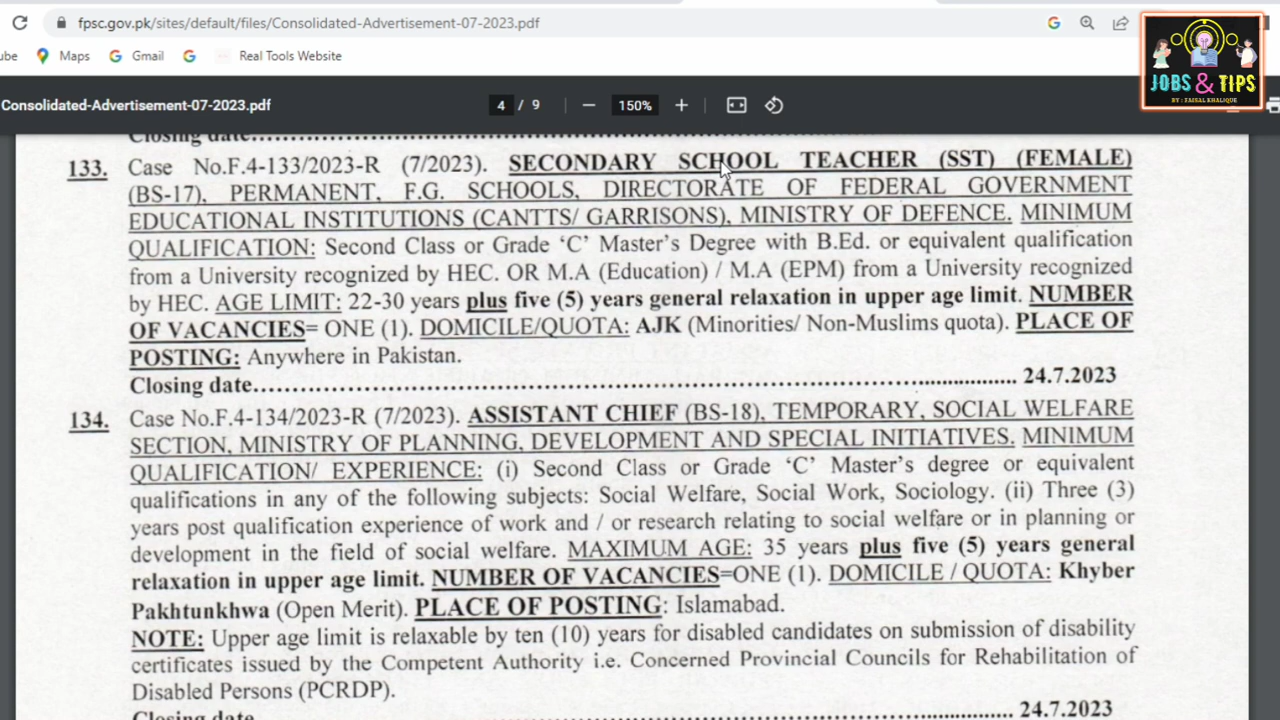 fpsc.gov.pk/sites/default/files/Consolidated-Advertisement-07-2023.pdf
ube Maps Gmail Real Tools Website
JOBS & TIPS
BY : FAISAL KHALIQUE
Consolidated-Advertisement-07-2023.pdf 4 / 9 — 150% +
Closing date
133. Case No.F.4-133/2023-R (7/2023). SECONDARY SCHOOL TEACHER (SST) (FEMALE)
(BS-17), PERMANENT, F.G. SCHOOLS, DIRECTORATE OF FEDERAL GOVERNMENT
EDUCATIONAL INSTITUTIONS (CANTTS/ GARRISONS), MINISTRY OF DEFENCE. MINIMUM
QUALIFICATION: Second Class or Grade ‘C’ Master’s Degree with B.Ed. or equivalent qualification
from a University recognized by HEC. OR M.A (Education) / M.A (EPM) from a University recognized
by HEC. AGE LIMIT: 22-30 years plus five (5) years general relaxation in upper age limit. NUMBER
OF VACANCIES= ONE (1). DOMICILE/QUOTA: AJK (Minorities/ Non-Muslims quota). PLACE OF
POSTING: Anywhere in Pakistan.
Closing date........................................................................................................ 24.7.2023
134. Case No.F.4-134/2023-R (7/2023). ASSISTANT CHIEF (BS-18), TEMPORARY, SOCIAL WELFARE
SECTION, MINISTRY OF PLANNING, DEVELOPMENT AND SPECIAL INITIATIVES. MINIMUM
QUALIFICATION/ EXPERIENCE: (i) Second Class or Grade ‘C’ Master’s degree or equivalent
qualifications in any of the following subjects: Social Welfare, Social Work, Sociology. (ii) Three (3)
years post qualification experience of work and / or research relating to social welfare or in planning or
development in the field of social welfare. MAXIMUM AGE: 35 years plus five (5) years general
relaxation in upper age limit. NUMBER OF VACANCIES=ONE (1). DOMICILE / QUOTA: Khyber
Pakhtunkhwa (Open Merit). PLACE OF POSTING: Islamabad.
NOTE: Upper age limit is relaxable by ten (10) years for disabled candidates on submission of disability
certificates issued by the Competent Authority i.e. Concerned Provincial Councils for Rehabilitation of
Disabled Persons (PCRDP).
Closing date........................................................................................................ 24.7.2023